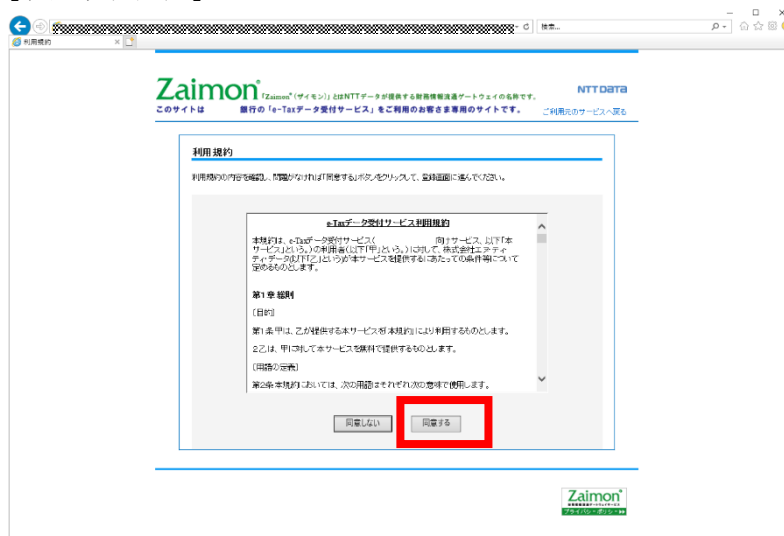 検索...
利用規約
Zaimon®
「Zaimon®（ザイモン）」とはNTTデータが提供する財務情報流通ゲートウェイの名称です。
NTT DATA
このサイトは 銀行の「e-Taxデータ受付サービス」をご利用のお客さま専用のサイトです。
ご利用元のサービスへ戻る
利用規約
利用規約の内容を確認し、問題がなければ「同意する」ボタンをクリックして、登録画面に進んでください。
e-Taxデータ受付サービス利用規約
本規約は、e-Taxデータ受付サービス( 向けサービス、以下「本
サービス」という。)の利用者(以下「甲」という。)に対して、株式会社エヌ・ティ・
ティ・データ(以下「乙」という)が本サービスを提供するにあたっての条件等について
定めるものとします。
第1章 総則
[目的]
第1条 甲は、乙が提供する本サービスを「本規約」により利用するものとします。
2 乙は、甲に対して本サービスを無料で提供するものとします。
[用語の定義]
第2条 本規約においては、次の用語はそれぞれ次の意味で使用します。
同意しない
同意する
Zaimon®
プライバシーポリシー